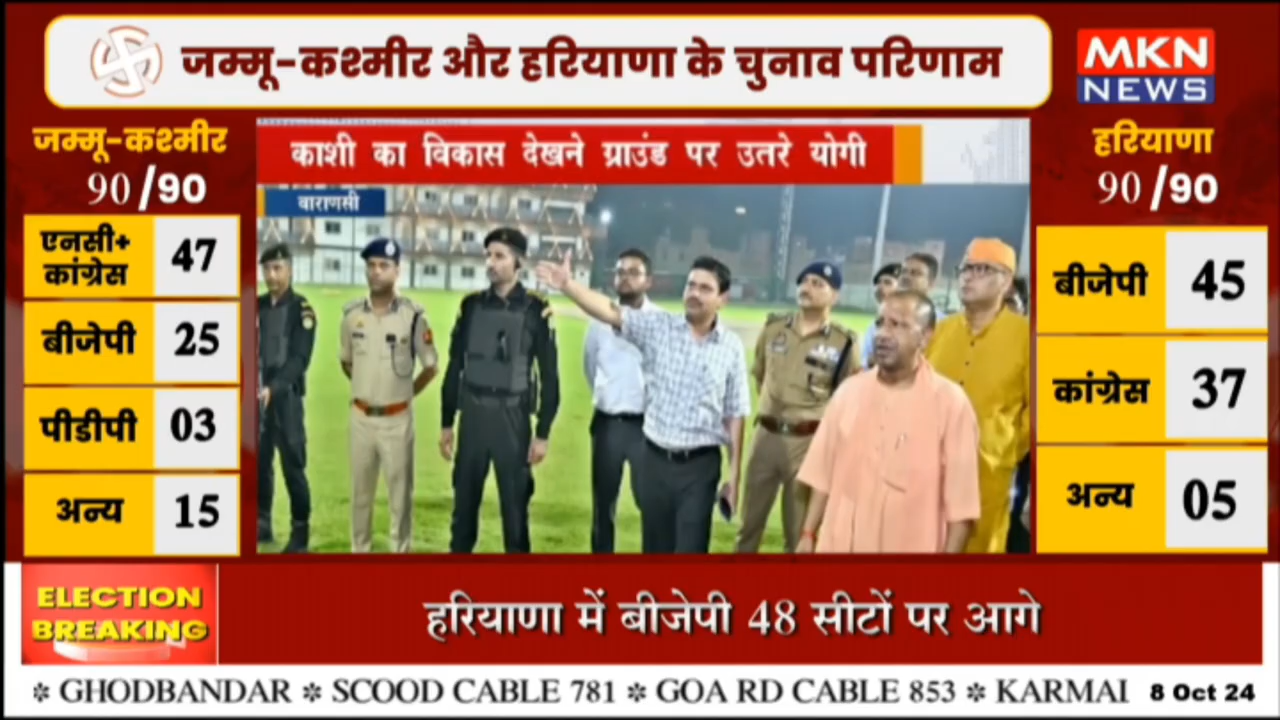 जम्मू-कश्मीर और हरियाणा के चुनाव परिणाम
MKN
NEWS
जम्मू-कश्मीर
90/90
एनसी+
कांग्रेस
47
बीजेपी
25
पीडीपी
03
अन्य
15
काशी का विकास देखने ग्राउंड पर उतरे योगी
वाराणसी
हरियाणा
90/90
बीजेपी
45
कांग्रेस
37
अन्य
05
ELECTION
BREAKING
हरियाणा में बीजेपी 48 सीटों पर आगे
❇ GHODBANDAR ❇ SCOOD CABLE 781 ❇ GOA RD CABLE 853 ❇ KARMAI
8 Oct 24